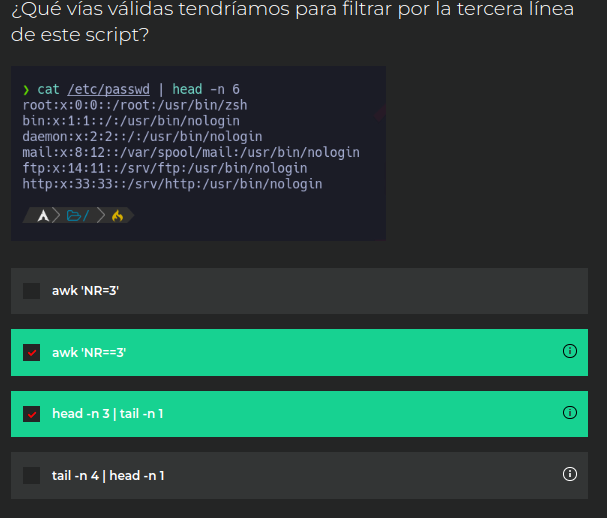 ¿Qué vías válidas tendríamos para filtrar por la tercera línea
de este script?
❯ cat /etc/passwd | head -n 6
root:x:0:0::/root:/usr/bin/zsh
bin:x:1:1::/:/usr/bin/nologin
daemon:x:2:2::/:/usr/bin/nologin
mail:x:8:12::/var/spool/mail:/usr/bin/nologin
ftp:x:14:11::/srv/ftp:/usr/bin/nologin
http:x:33:33::/srv/http:/usr/bin/nologin
/
awk 'NR=3'
awk 'NR==3'
head -n 3 | tail -n 1
tail -n 4 | head -n 1